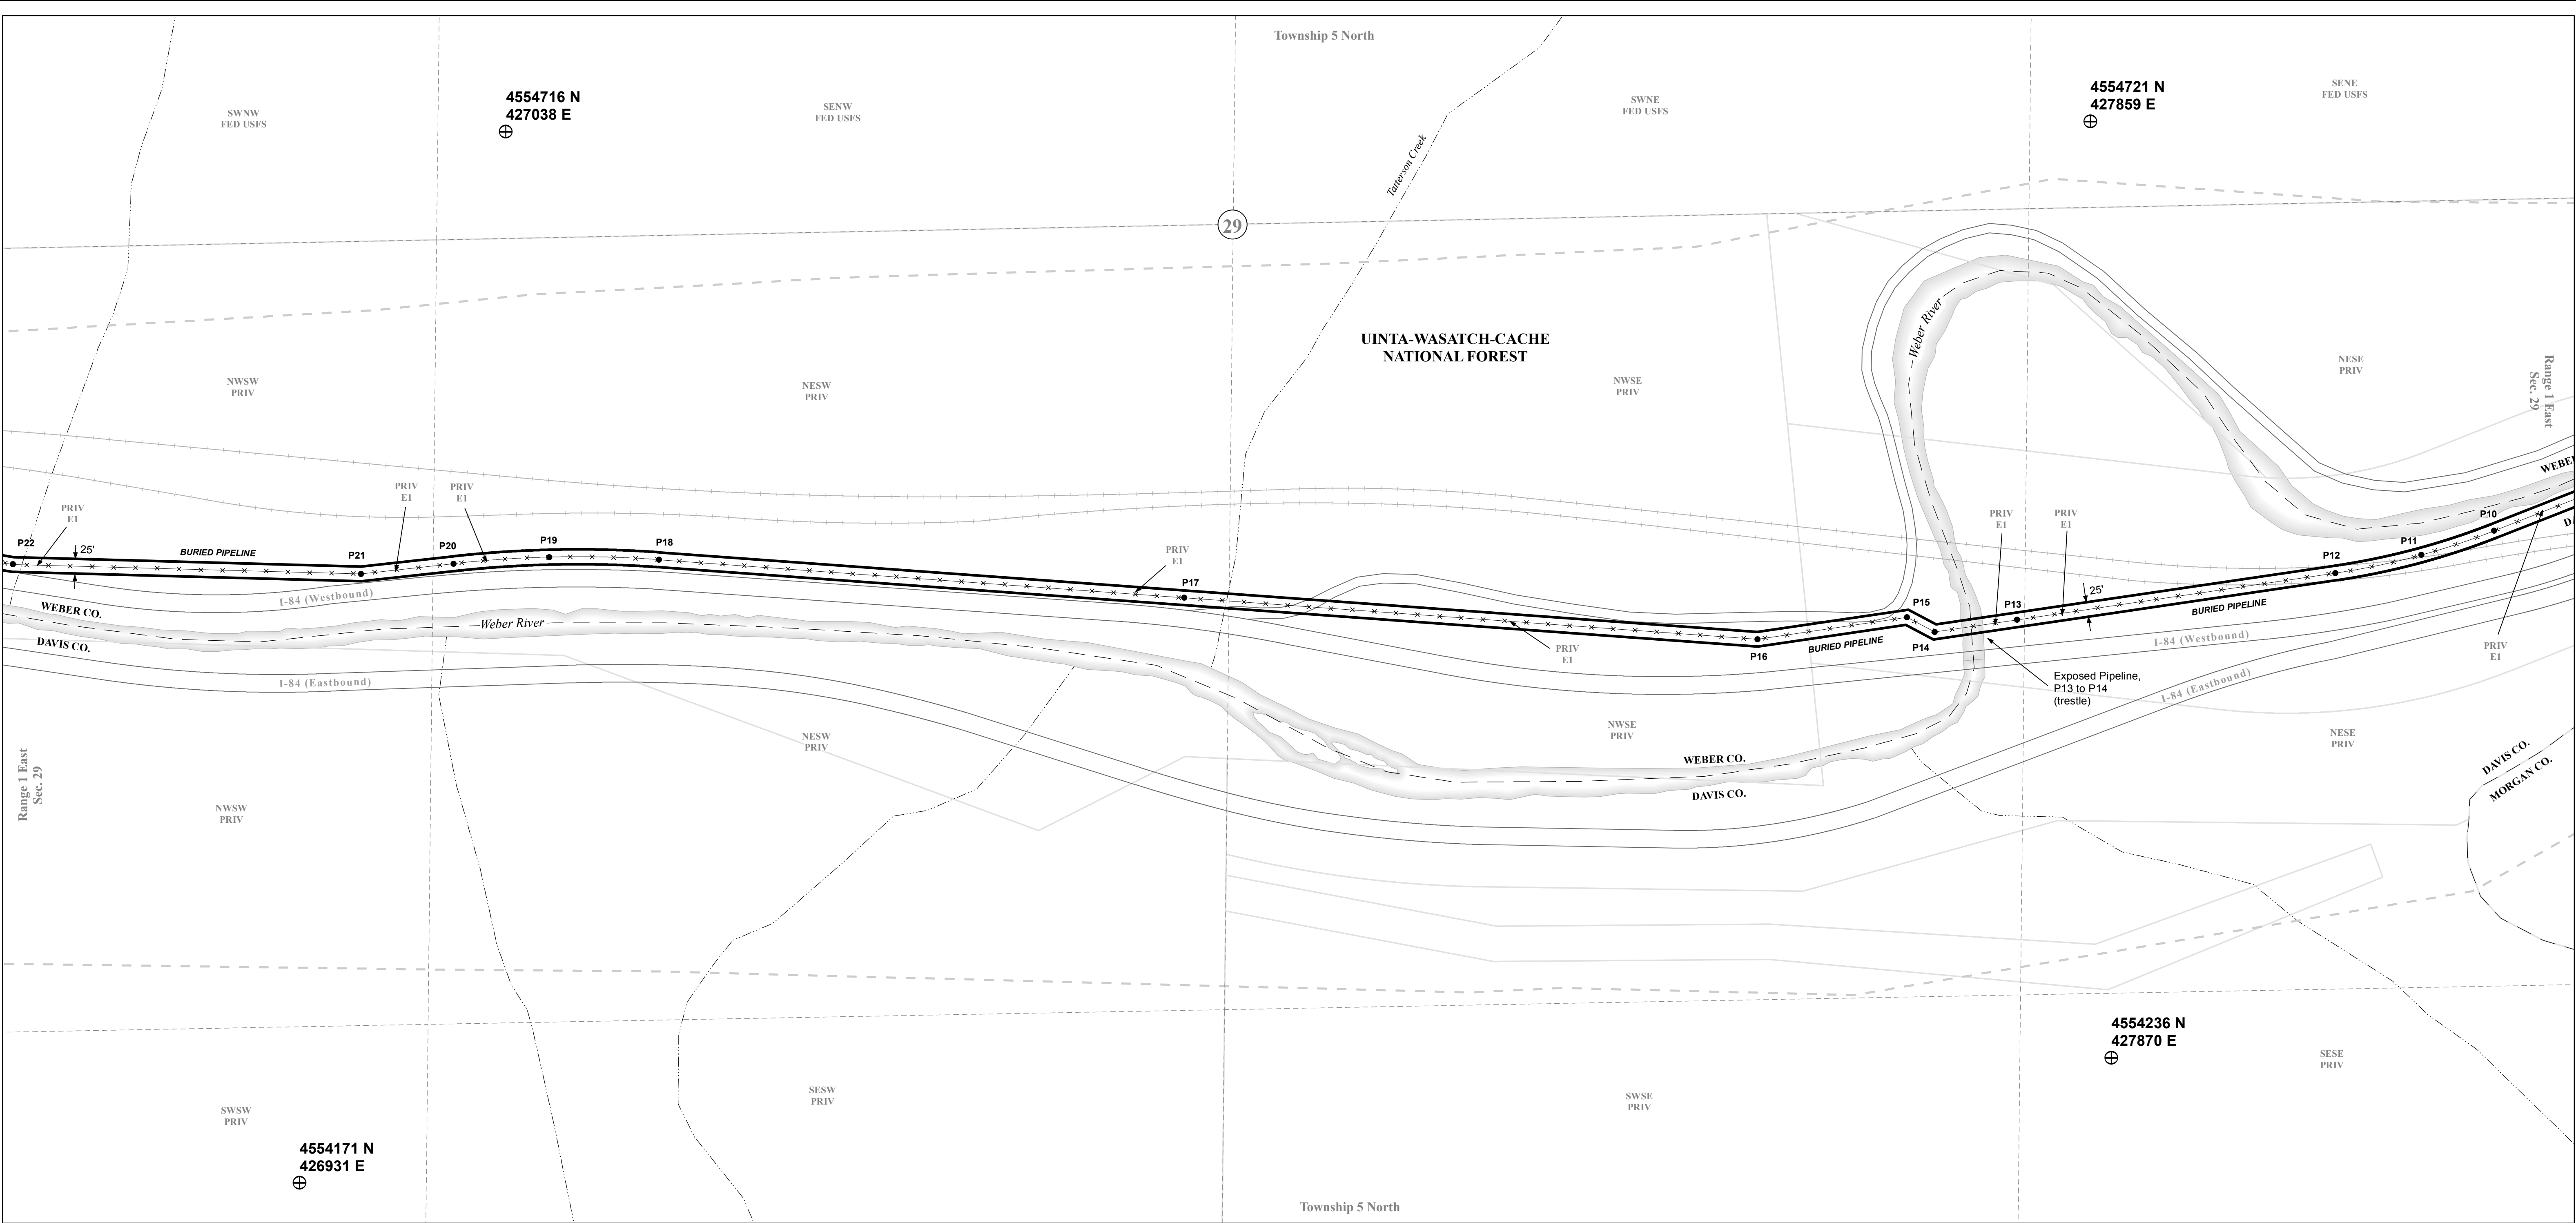 Township 5 North
4554716 N
427038 E
4554721 N
427859 E
SWNW
FED USFS
SENW
FED USFS
SWNE
FED USFS
SENE
FED USFS
Tatterson Creek
29
UINTA-WASATCH-CACHE
NATIONAL FOREST
Weber River
NWSW
PRIV
NESW
PRIV
NWSE
PRIV
NESE
PRIV
Range 1 East
Sec. 29
WEBER
D
PRIV
E1
PRIV
E1
PRIV
E1
PRIV
E1
PRIV
E1
PRIV
E1
PRIV
E1
PRIV
E1
P22
25'
BURIED PIPELINE
P21
P20
P19
P18
P17
P16
BURIED PIPELINE
P15
P14
P13
25'
BURIED PIPELINE
P12
P11
P10
I-84 (Westbound)
WEBER CO.
DAVIS CO.
Weber River
I-84 (Eastbound)
Exposed Pipeline,
P13 to P14
(trestle)
I-84 (Westbound)
I-84 (Eastbound)
NESW
PRIV
NWSE
PRIV
NESE
PRIV
WEBER CO.
DAVIS CO.
DAVIS CO.
MORGAN CO.
Range 1 East
Sec. 29
NWSW
PRIV
SWSW
PRIV
SESW
PRIV
SWSE
PRIV
SESE
PRIV
4554236 N
427870 E
4554171 N
426931 E
Township 5 North